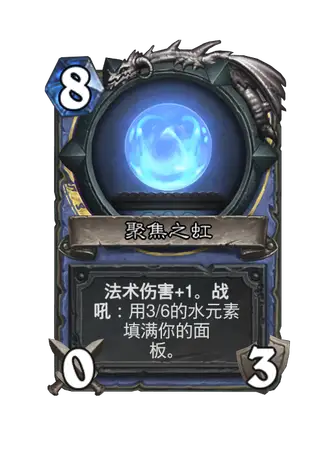 8
聚焦之虹
法术伤害+1。战
吼：用3/6的水元素
填满你的面
板。
0
3